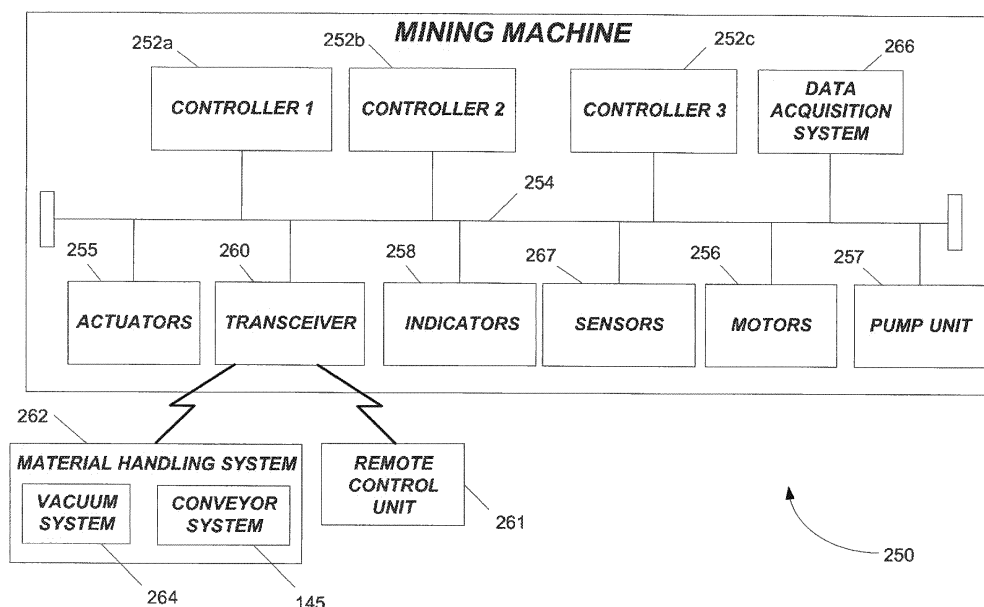 MINING MACHINE
252a
252b
252c
266
CONTROLLER 1
CONTROLLER 2
CONTROLLER 3
DATA
ACQUISITION
SYSTEM
254
255
260
258
267
256
257
ACTUATORS
TRANSCEIVER
INDICATORS
SENSORS
MOTORS
PUMP UNIT
262
MATERIAL HANDLING SYSTEM
VACUUM
SYSTEM
CONVEYOR
SYSTEM
REMOTE
CONTROL
UNIT
261
264
145
250